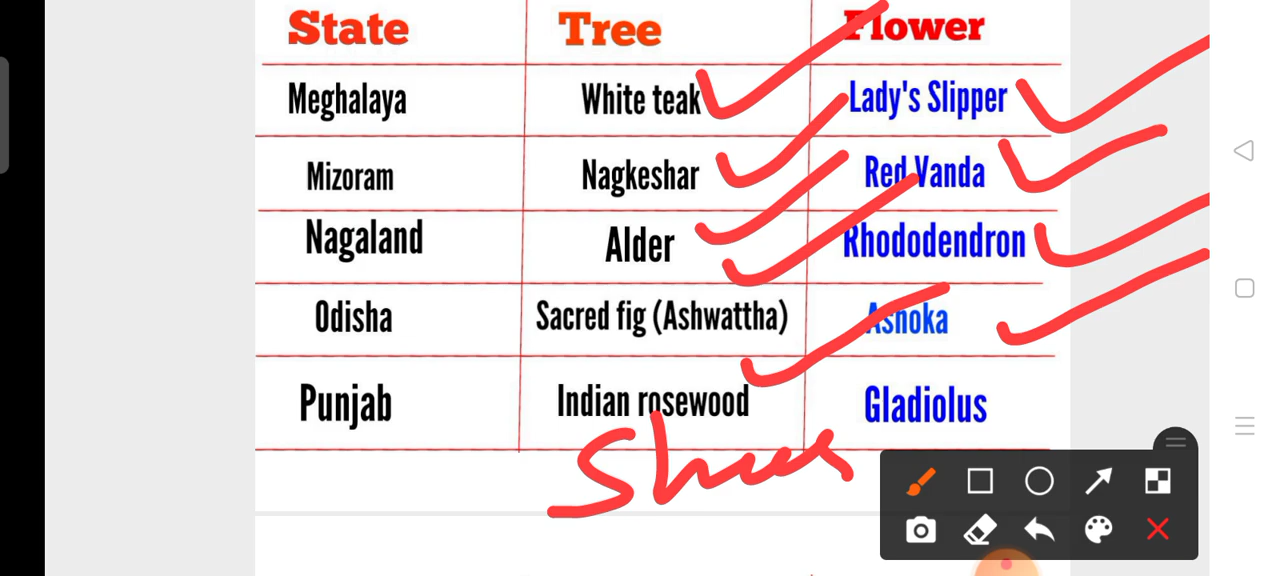 State Tree Flower
Meghalaya White teak Lady's Slipper
Mizoram Nagkeshar Red Vanda
Nagaland Alder Rhododendron
Odisha Sacred fig (Ashwattha) Ashoka
Punjab Indian rosewood Gladiolus